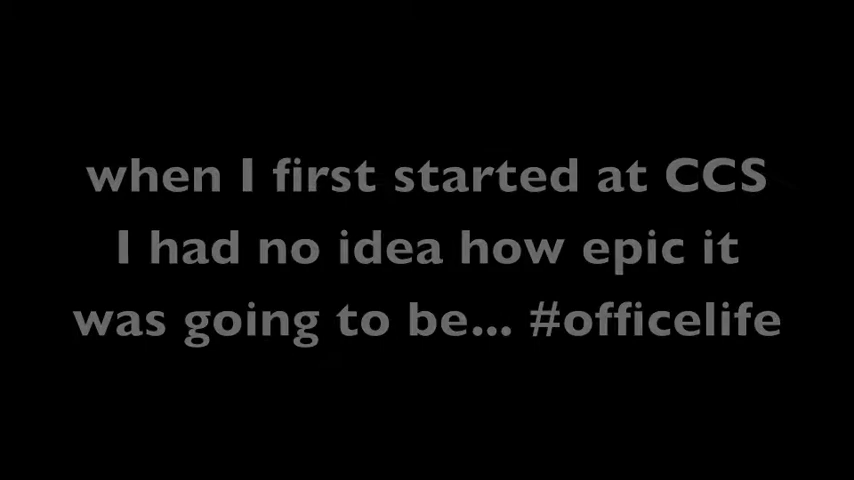 when I first started at CCS
I had no idea how epic it
was going to be... #officelife